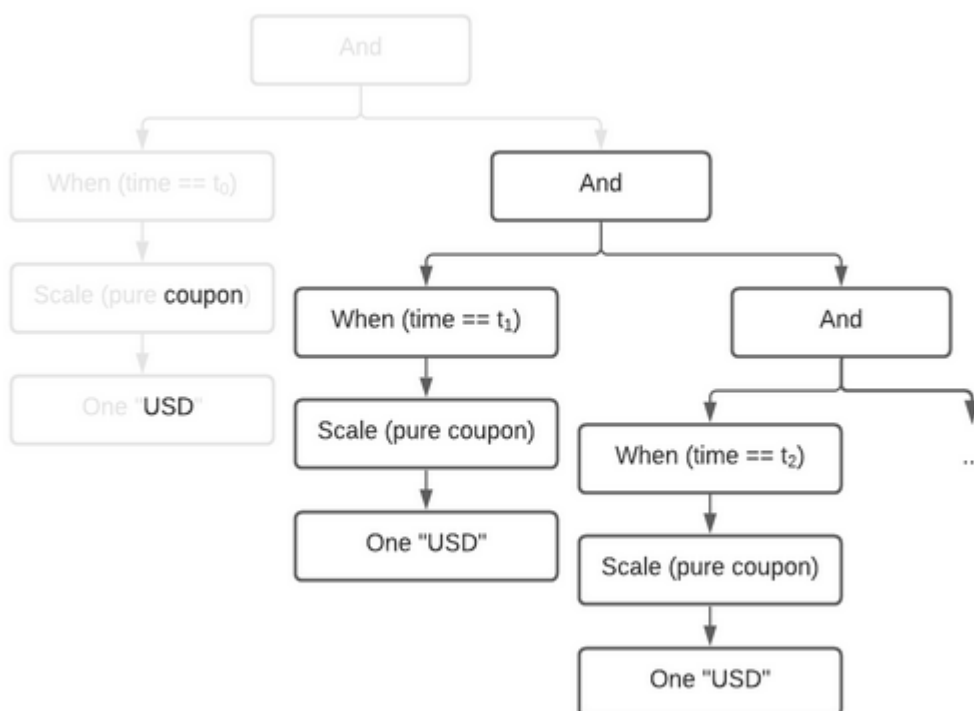 And
When (time == t₀)
And
Scale (pure coupon)
When (time == t₁)
And
One "USD"
Scale (pure coupon)
When (time == t₂)
...
One "USD"
Scale (pure coupon)
One "USD"